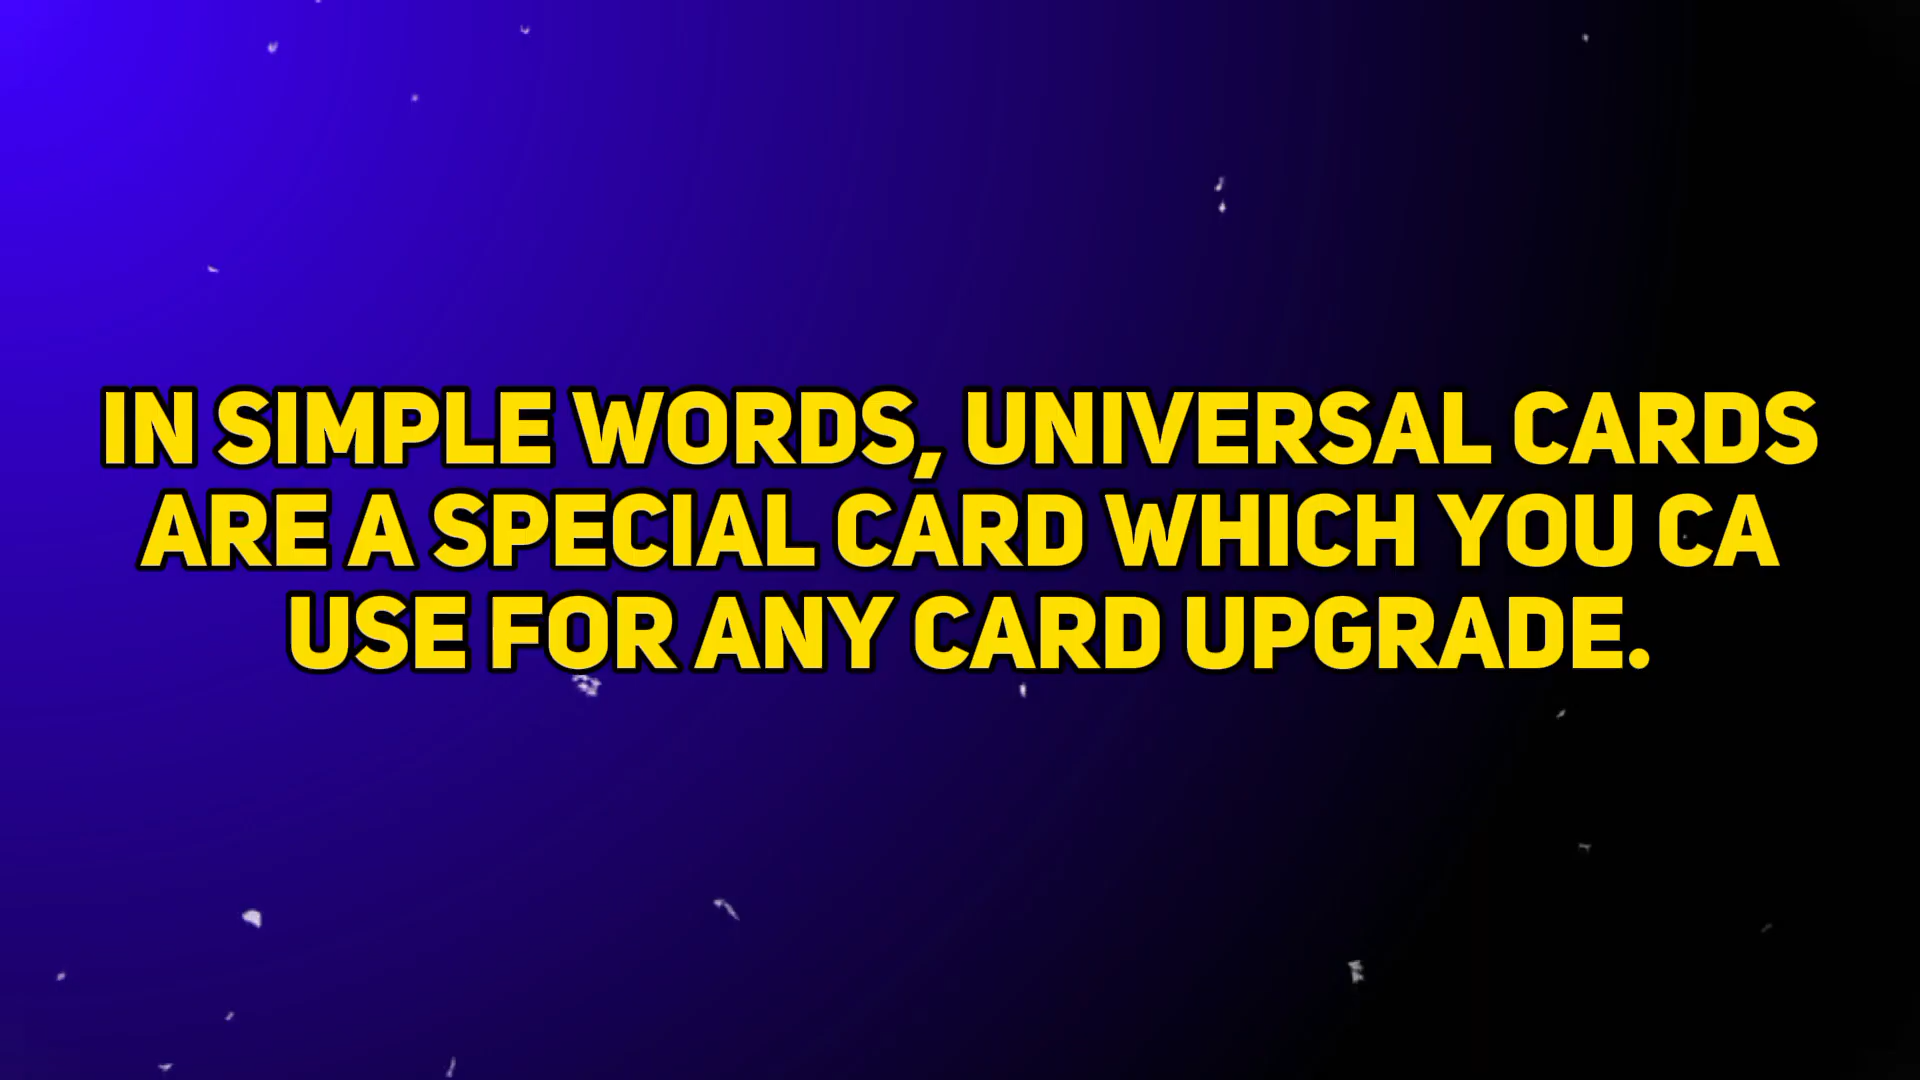 IN SIMPLE WORDS, UNIVERSAL CARDS
ARE A SPECIAL CARD WHICH YOU CA
USE FOR ANY CARD UPGRADE.